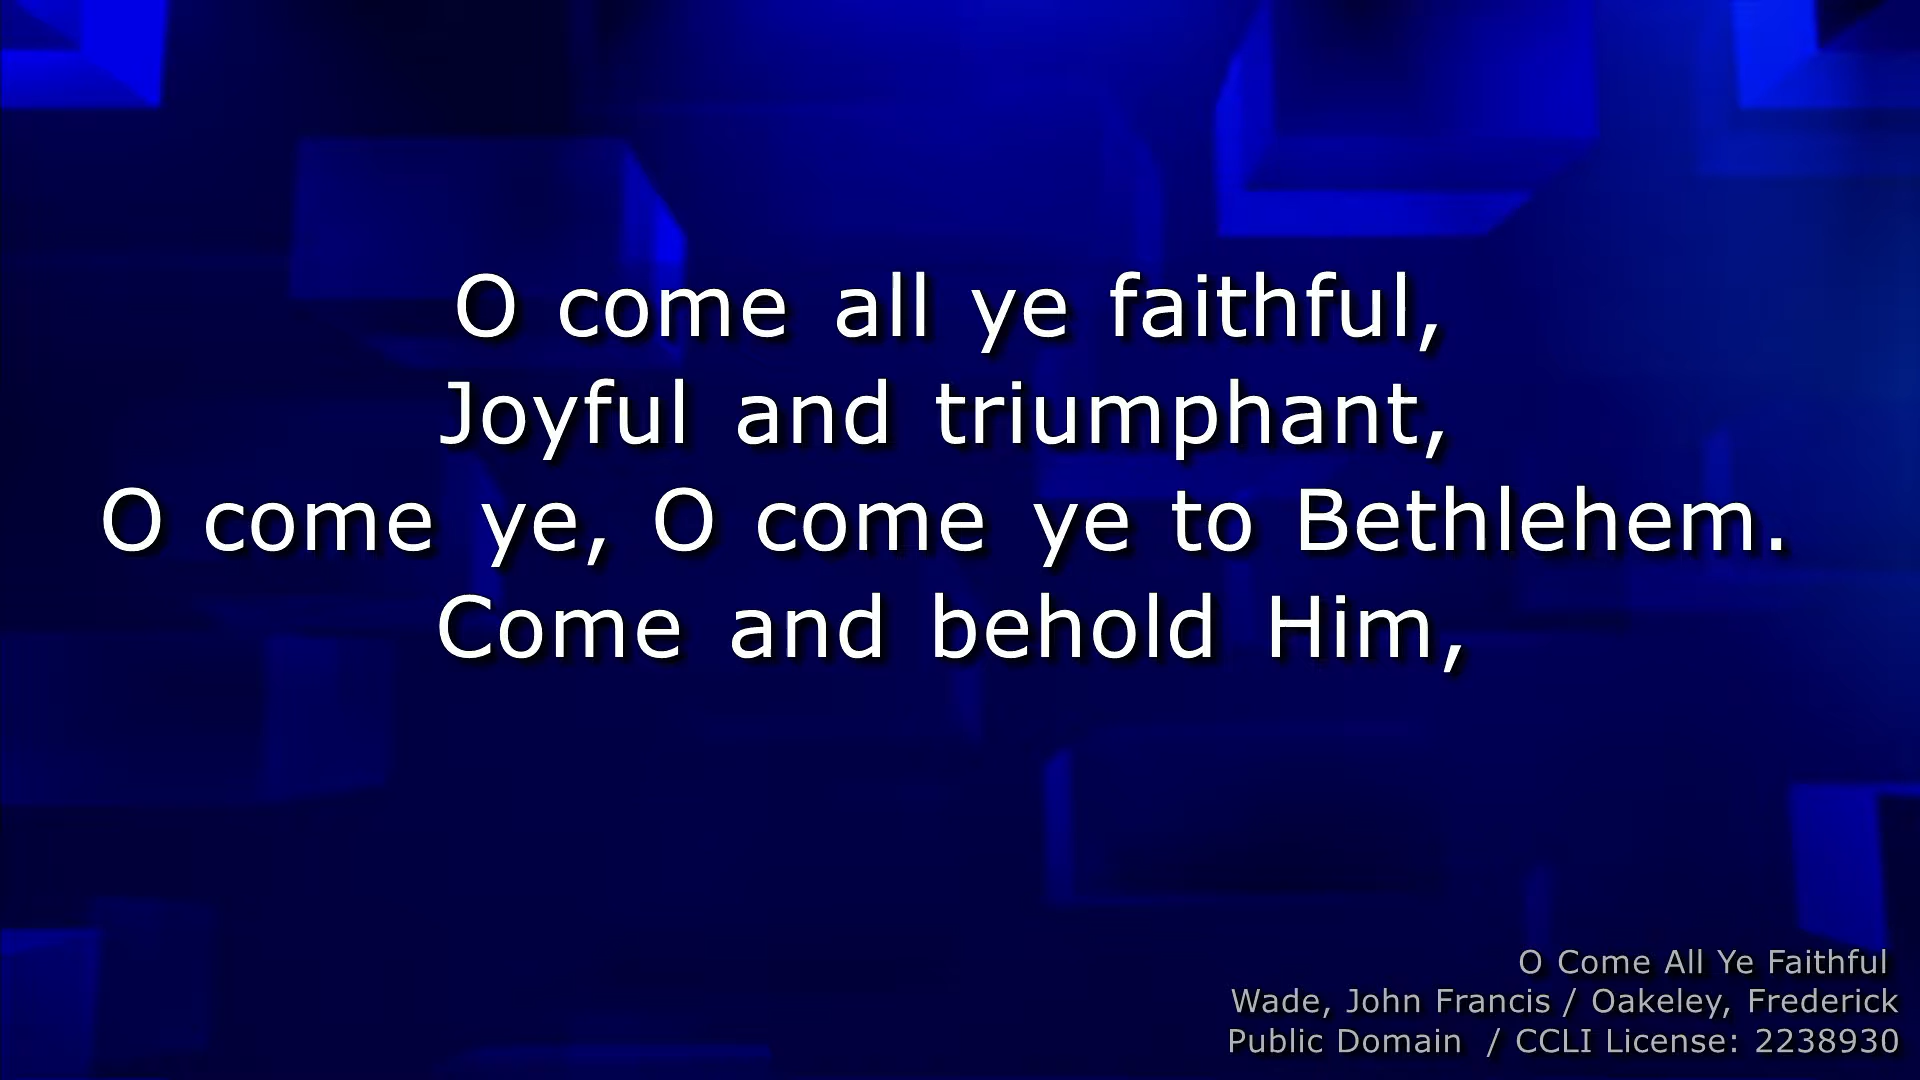 O come all ye faithful,
Joyful and triumphant,
O come ye, O come ye to Bethlehem.
Come and behold Him,
O Come All Ye Faithful
Wade, John Francis / Oakeley, Frederick
Public Domain / CCLI License: 2238930